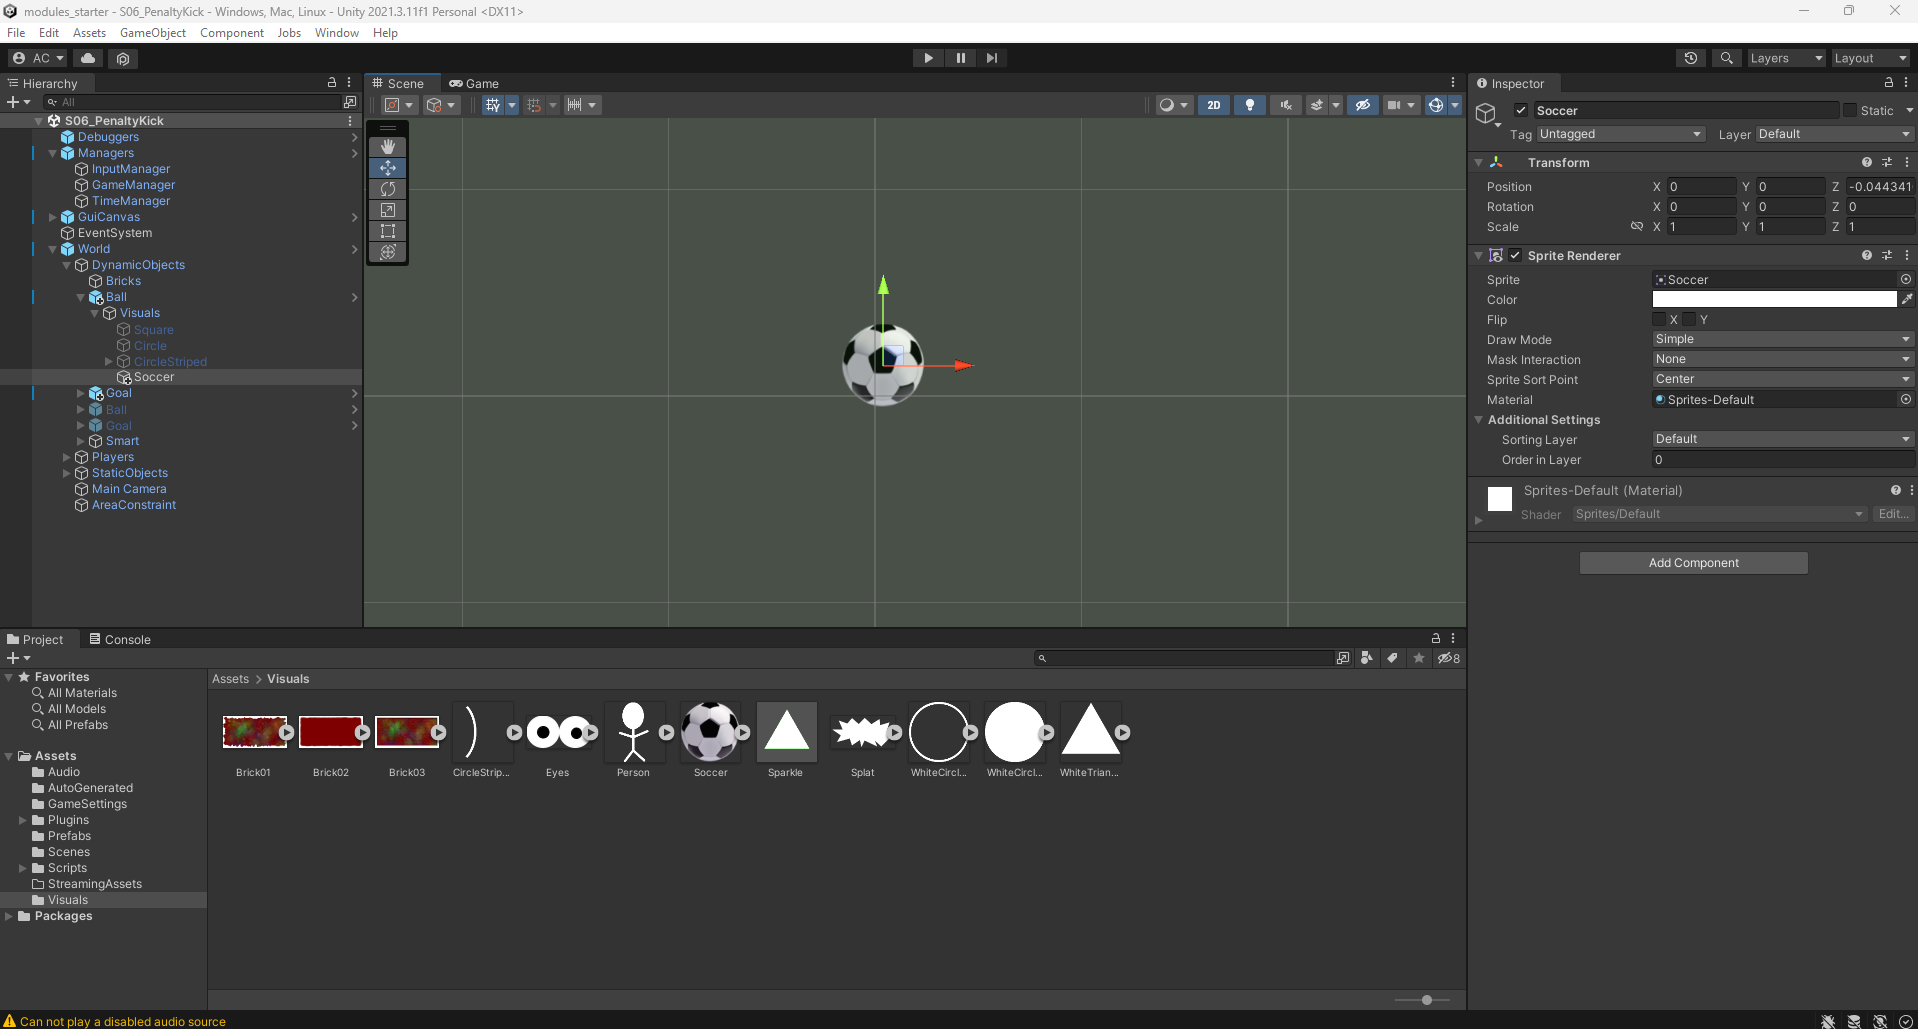 modules_starter - S06_PenaltyKick - Windows, Mac, Linux - Unity 2021.3.11f1 Personal <DX11>
File Edit Assets GameObject Component Jobs Window Help
AC
Layers
Layout
Hierarchy
All
S06_PenaltyKick
Debuggers
Managers
InputManager
GameManager
TimeManager
GuiCanvas
EventSystem
World
DynamicObjects
Bricks
Ball
Visuals
Square
Circle
CircleStriped
Soccer
Goal
Ball
Goal
Smart
Players
StaticObjects
Main Camera
AreaConstraint
Scene
Game
2D
Inspector
Soccer
Static
Tag Untagged
Layer Default
Transform
Position X 0 Y 0 Z -0.044341
Rotation X 0 Y 0 Z 0
Scale X 1 Y 1 Z 1
Sprite Renderer
Sprite Soccer
Color
Flip X Y
Draw Mode Simple
Mask Interaction None
Sprite Sort Point Center
Material Sprites-Default
Additional Settings
Sorting Layer Default
Order in Layer 0
Sprites-Default (Material)
Shader Sprites/Default Edit...
Add Component
Project
Console
8
Favorites
All Materials
All Models
All Prefabs
Assets
Audio
AutoGenerated
GameSettings
Plugins
Prefabs
Scenes
Scripts
StreamingAssets
Visuals
Packages
Assets > Visuals
Brick01
Brick02
Brick03
CircleStrip...
Eyes
Person
Soccer
Sparkle
Splat
WhiteCircl...
WhiteCircl...
WhiteTrian...
Can not play a disabled audio source